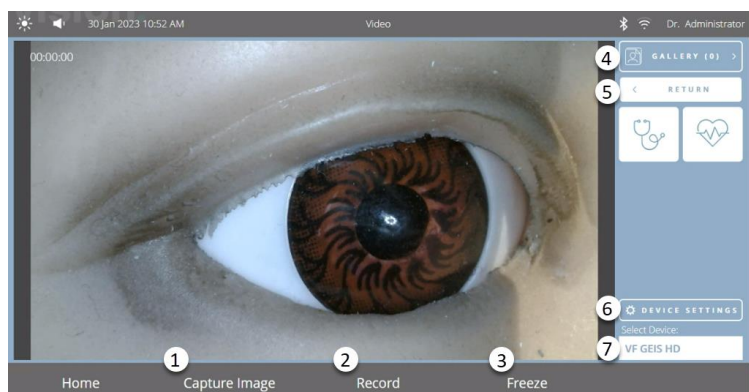 30 Jan 2023 10:52 AM
Video
Dr. Administrator
00:00:00
4
GALLERY (0) >
5
< RETURN
6
DEVICE SETTINGS
Select Device:
7
VF GEIS HD
1
2
3
Home
Capture Image
Record
Freeze